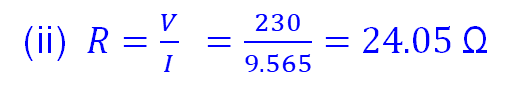 (ii) R = V/I = 230/9.565 = 24.05 Ω